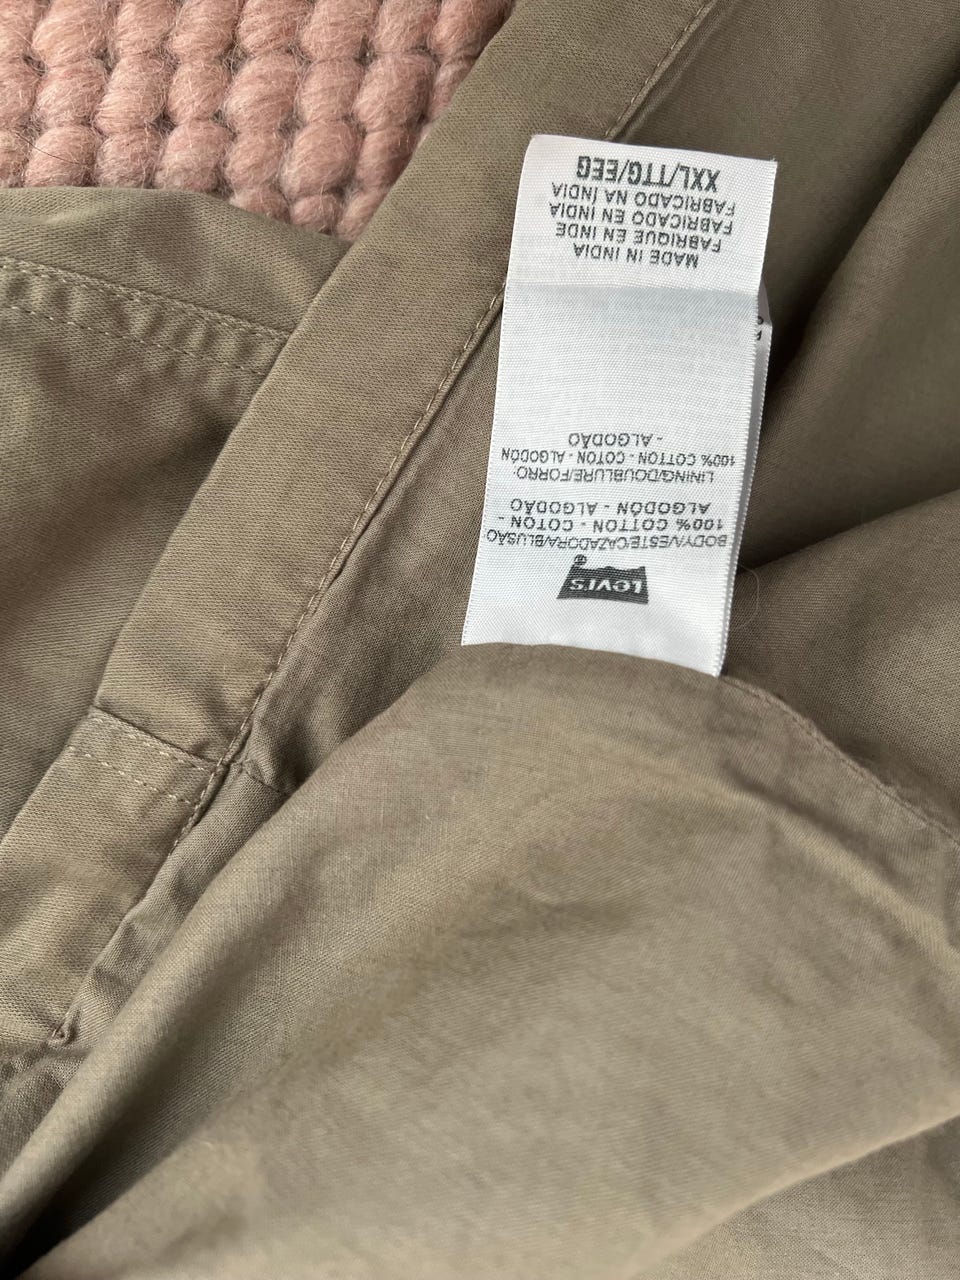 LEVI'S
®
BODY/VESTE/CAZADORA/BLUSÃO
100% COTTON - COTON -
ALGODÓN - ALGODÃO
LINING/DOUBLURE/FORRO:
100% COTTON - COTON - ALGODÓN
- ALGODÃO
MADE IN INDIA
FABRIQUE EN INDE
FABRICADO EN INDIA
FABRICADO NA INDIA
XXL/TTG/EEG